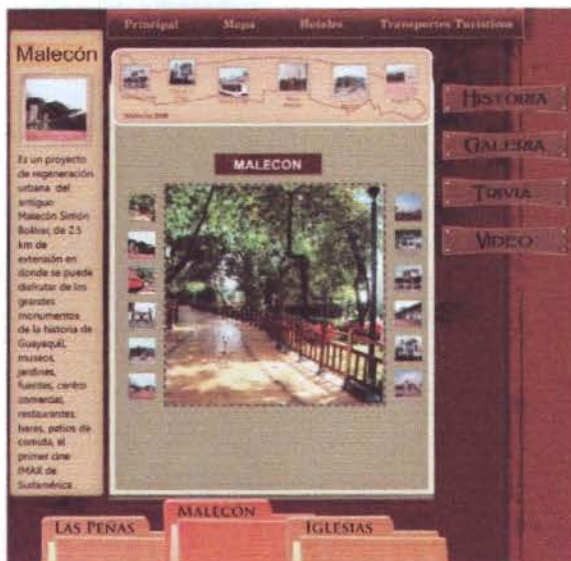 Principal Mapa Hoteles Transportes Turísticos
Malecón
Es un proyecto
de regeneración
urbana del
antiguo
Malecón Simón
Bolívar, de 2.5
km de
extensión en
donde se puede
disfrutar de los
grandes
monumentos
de la historia de
Guayaquil,
museos,
jardines,
fuentes, centro
comercial,
restaurantes,
bares, patios de
comida, el
primer cine
IMAX de
Sudamérica
MALECON
HISTORIA
GALERIA
TRIVIA
VIDEO
LAS PEÑAS
MALECÓN
IGLESIAS